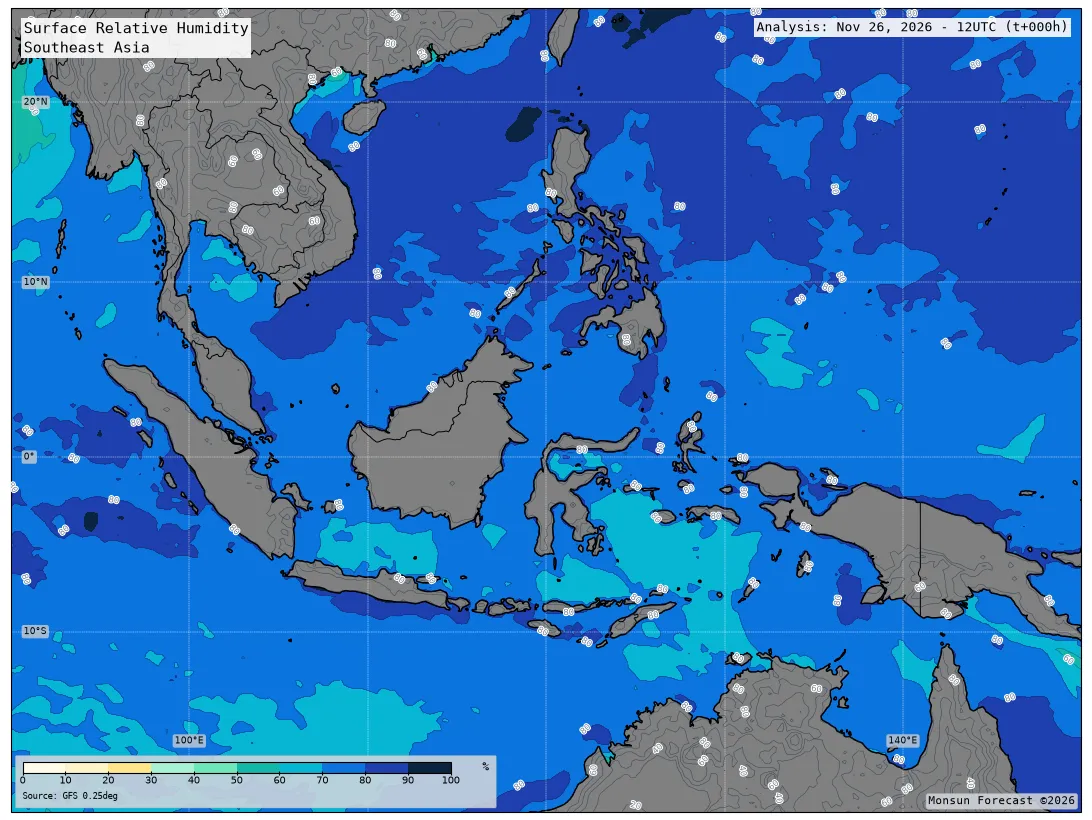 Surface Relative Humidity
Southeast Asia
Analysis: Nov 26, 2026 - 12UTC (t+000h)
20°N
10°N
0°
10°S
100°E
140°E
0 10 20 30 40 50 60 70 80 90 100
%
Source: GFS 0.25deg
Monsun Forecast ©2026